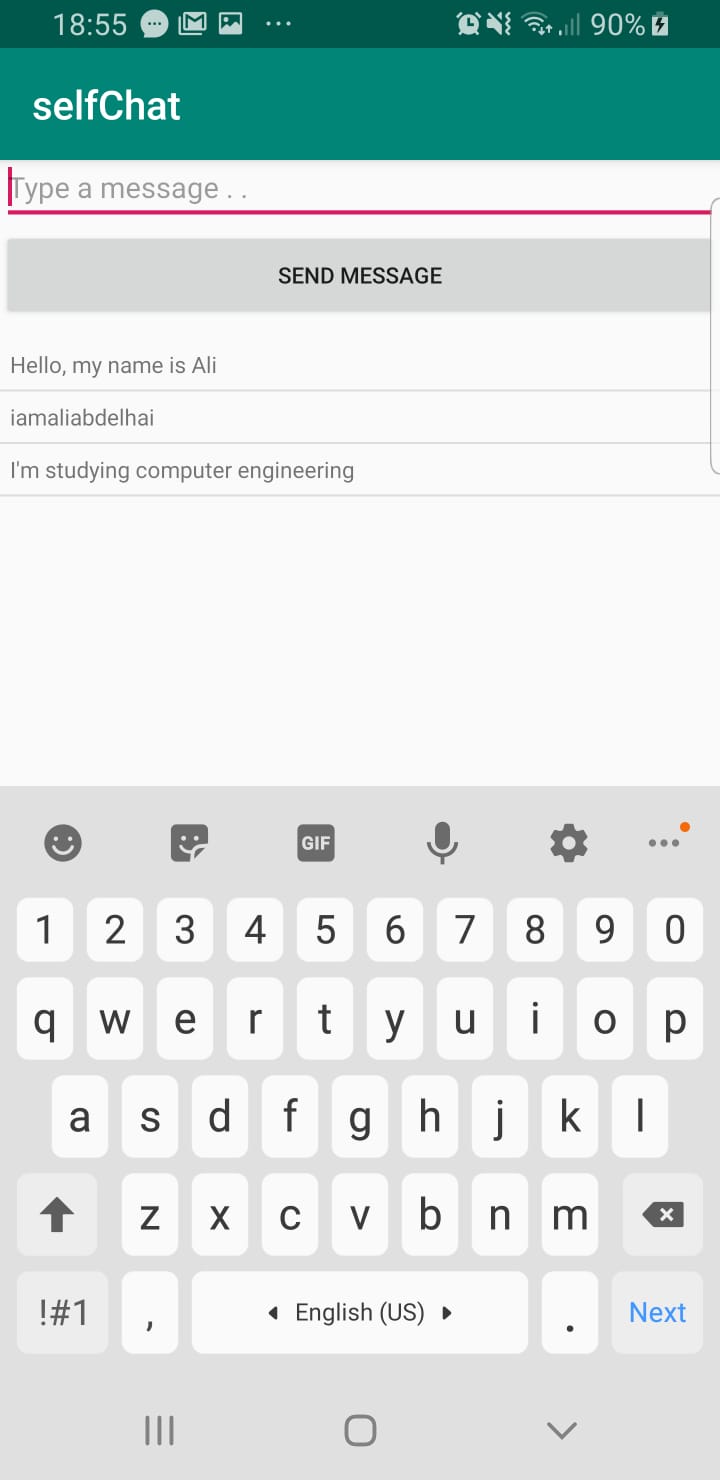 18:55 90%
selfChat
Type a message . .
SEND MESSAGE
Hello, my name is Ali
iamaliabdelhai
I'm studying computer engineering
GIF
1 2 3 4 5 6 7 8 9 0
q w e r t y u i o p
a s d f g h j k l
z x c v b n m
!#1 , English (US) . Next